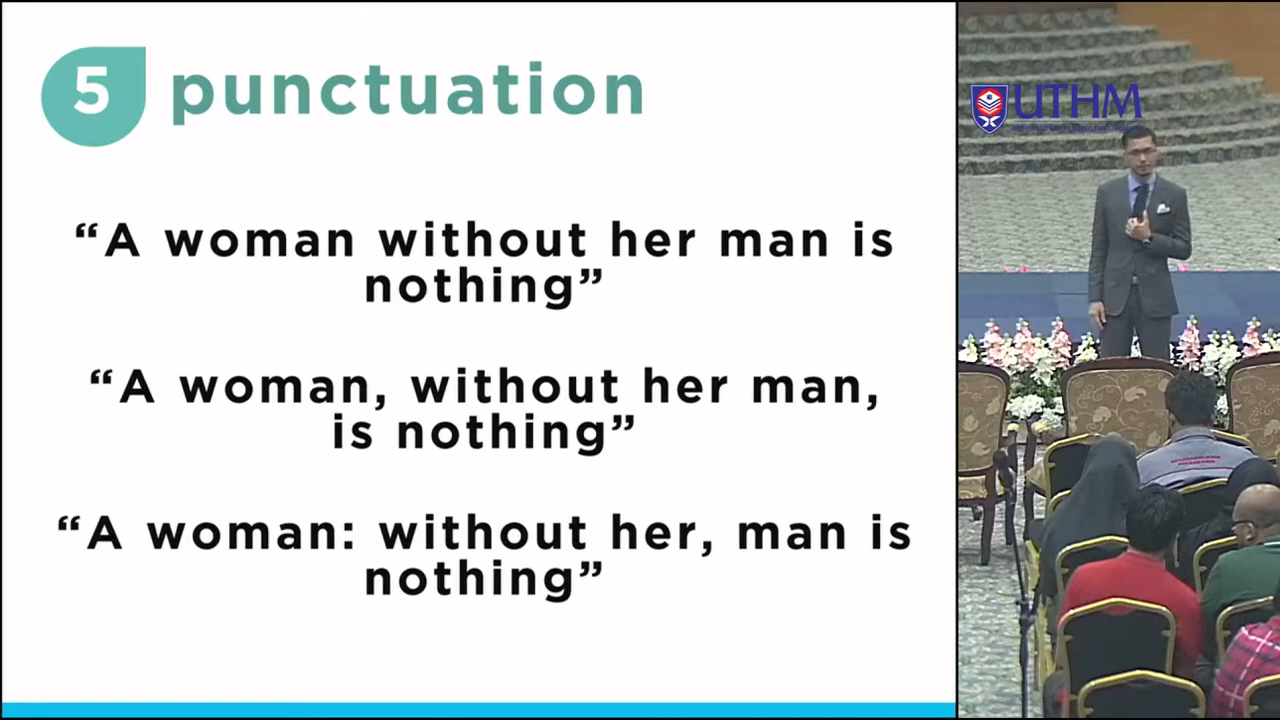 5 punctuation
“A woman without her man is
nothing”
“A woman, without her man,
is nothing”
“A woman: without her, man is
nothing”
UTHM